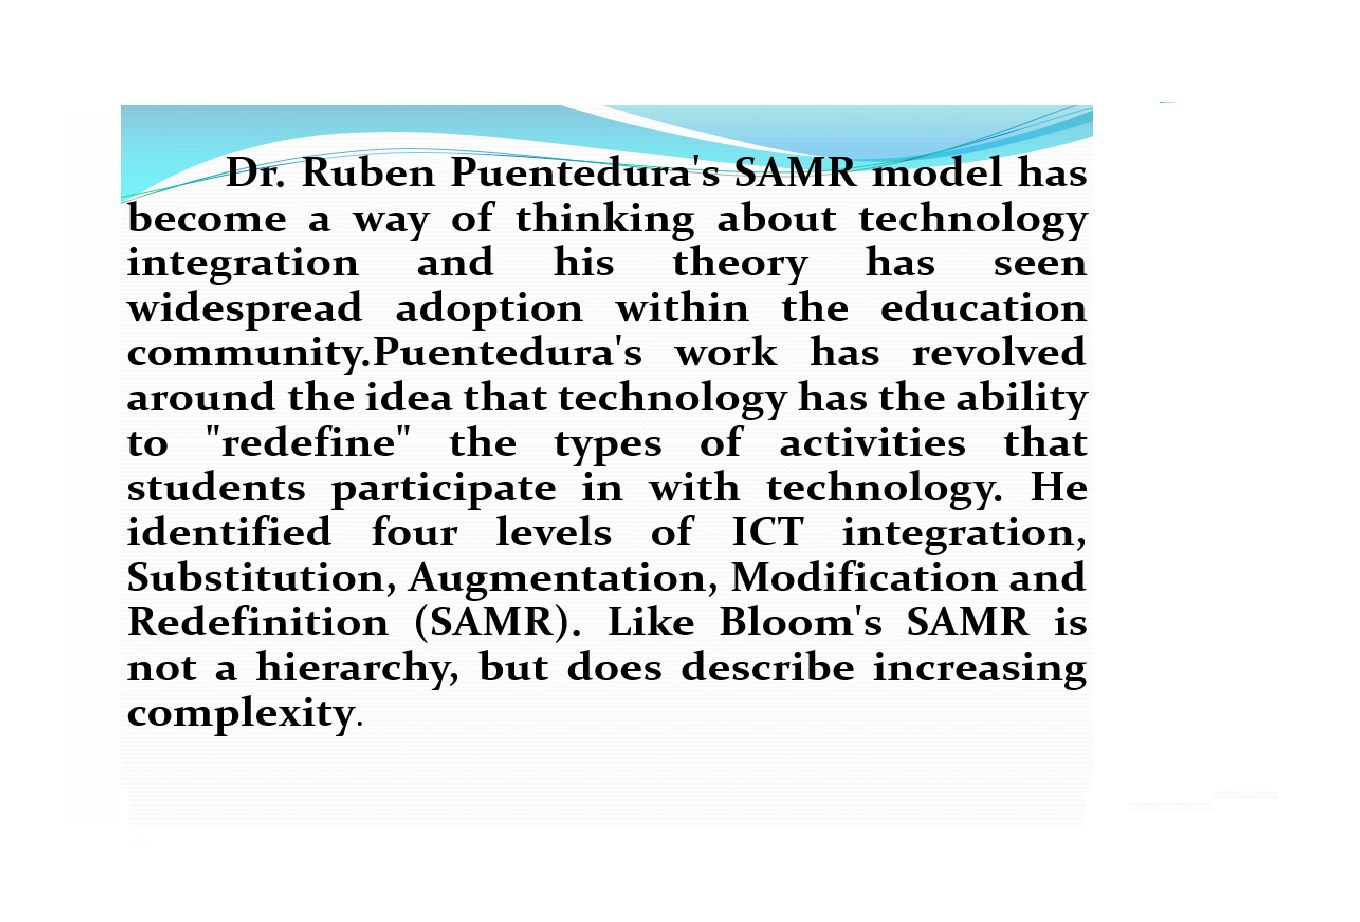 Dr. Ruben Puentedura's SAMR model has
become a way of thinking about technology
integration and his theory has seen
widespread adoption within the education
community.Puentedura's work has revolved
around the idea that technology has the ability
to "redefine" the types of activities that
students participate in with technology. He
identified four levels of ICT integration,
Substitution, Augmentation, Modification and
Redefinition (SAMR). Like Bloom's SAMR is
not a hierarchy, but does describe increasing
complexity.